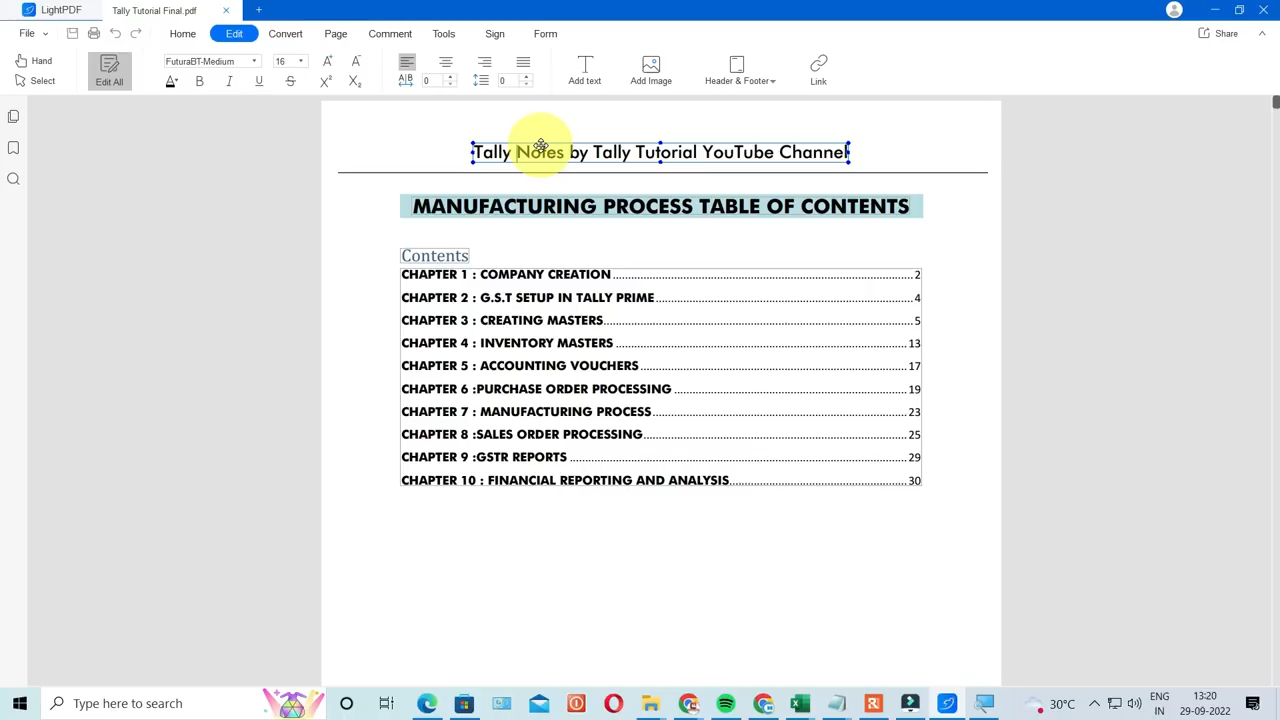 LightPDF
Tally Tutorial Final.pdf
File
Home
Edit
Convert
Page
Comment
Tools
Sign
Form
Share
Hand
Select
Edit All
FuturaBT-Medium
16
0
0
Add text
Add Image
Header & Footer
Link
Tally Notes by Tally Tutorial YouTube Channel
MANUFACTURING PROCESS TABLE OF CONTENTS
Contents
CHAPTER 1 : COMPANY CREATION 2
CHAPTER 2 : G.S.T SETUP IN TALLY PRIME 4
CHAPTER 3 : CREATING MASTERS 5
CHAPTER 4 : INVENTORY MASTERS 13
CHAPTER 5 : ACCOUNTING VOUCHERS 17
CHAPTER 6 :PURCHASE ORDER PROCESSING 19
CHAPTER 7 : MANUFACTURING PROCESS 23
CHAPTER 8 :SALES ORDER PROCESSING 25
CHAPTER 9 :GSTR REPORTS 29
CHAPTER 10 : FINANCIAL REPORTING AND ANALYSIS 30
Type here to search
30°C
ENG
IN
13:20
29-09-2022